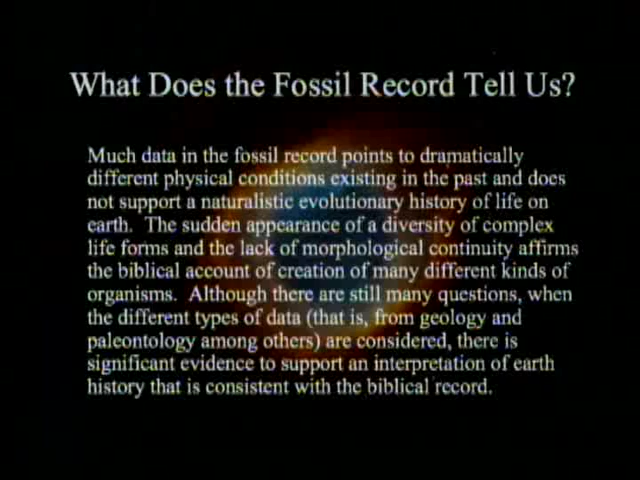 What Does the Fossil Record Tell Us?
Much data in the fossil record points to dramatically
different physical conditions existing in the past and does
not support a naturalistic evolutionary history of life on
earth. The sudden appearance of a diversity of complex
life forms and the lack of morphological continuity affirms
the biblical account of creation of many different kinds of
organisms. Although there are still many questions, when
the different types of data (that is, from geology and
paleontology among others) are considered, there is
significant evidence to support an interpretation of earth
history that is consistent with the biblical record.